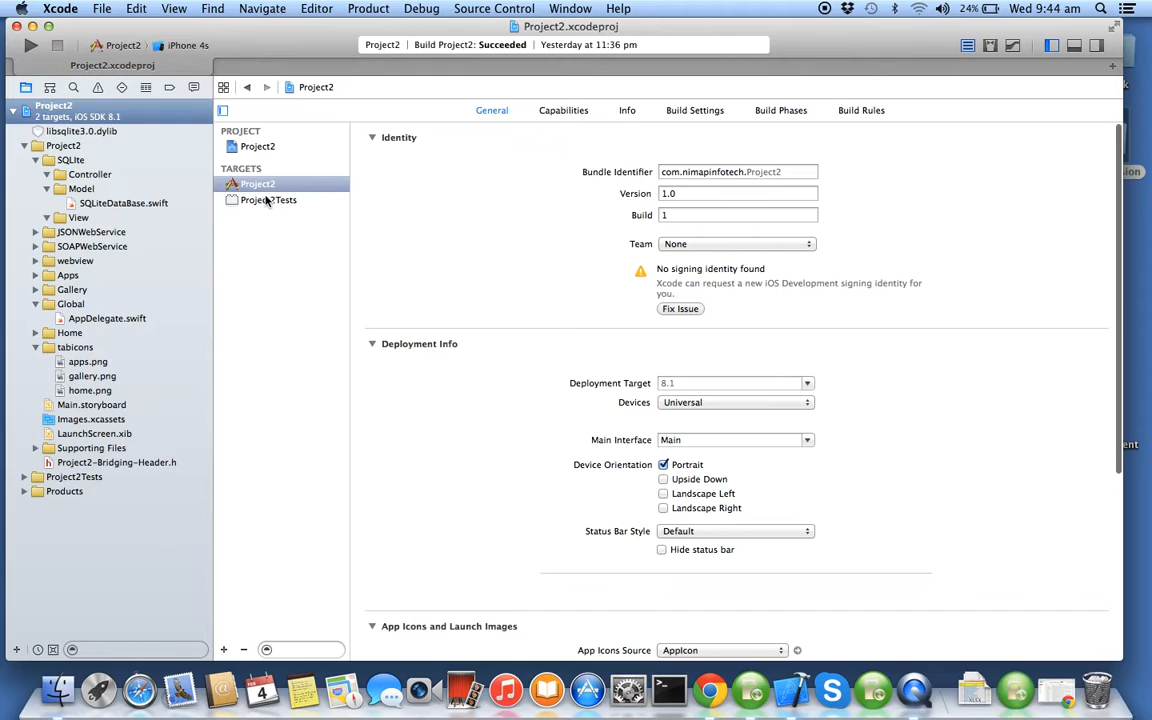 Xcode File Edit View Find Navigate Editor Product Debug Source Control Window Help 24% Wed 9:44 am
Project2.xcodeproj
Project2 iPhone 4s Project2 Build Project2: Succeeded Yesterday at 11:36 pm
Project2.xcodeproj
Project2
Project2
2 targets, iOS SDK 8.1
libsqlite3.0.dylib
Project2
SQLIte
Controller
Model
SQLiteDataBase.swift
View
JSONWebService
SOAPWebService
webview
Apps
Gallery
Global
AppDelegate.swift
Home
tabicons
apps.png
gallery.png
home.png
Main.storyboard
Images.xcassets
LaunchScreen.xib
Supporting Files
Project2-Bridging-Header.h
Project2Tests
Products
PROJECT
Project2
TARGETS
Project2
Project2Tests
General Capabilities Info Build Settings Build Phases Build Rules
Identity
Bundle Identifier com.nimapinfotech.Project2
Version 1.0
Build 1
Team None
No signing identity found
Xcode can request a new iOS Development signing identity for
you.
Fix Issue
Deployment Info
Deployment Target 8.1
Devices Universal
Main Interface Main
Device Orientation Portrait
Upside Down
Landscape Left
Landscape Right
Status Bar Style Default
Hide status bar
App Icons and Launch Images
App Icons Source AppIcon
4
XLSX